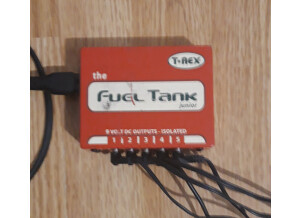 T-REX
the
FUEL TANK
junior
9 VOLT DC OUTPUTS - ISOLATED
1 | 2 | 3 | 4 | 5